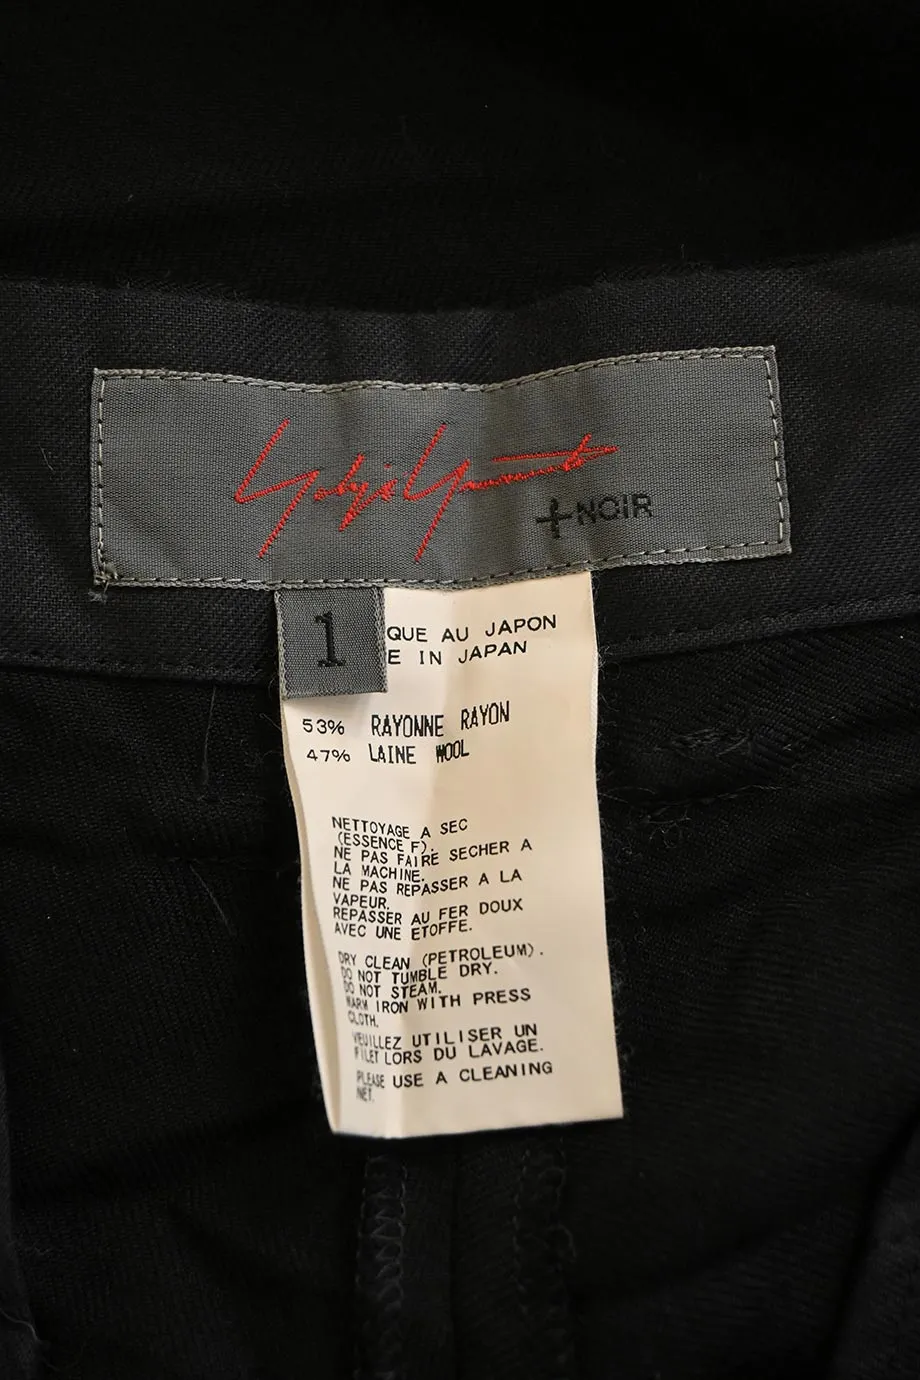 Yohji Yamamoto
+NOIR
1
QUE AU JAPON
E IN JAPAN
53% RAYONNE RAYON
47% LAINE WOOL
NETTOYAGE A SEC
(ESSENCE F).
NE PAS FAIRE SECHER A
LA MACHINE.
NE PAS REPASSER A LA
VAPEUR.
REPASSER AU FER DOUX
AVEC UNE ETOFFE.
DRY CLEAN (PETROLEUM).
DO NOT TUMBLE DRY.
DO NOT STEAM.
WARM IRON WITH PRESS
CLOTH.
VEUILLEZ UTILISER UN
FILET LORS DU LAVAGE.
PLEASE USE A CLEANING
NET.